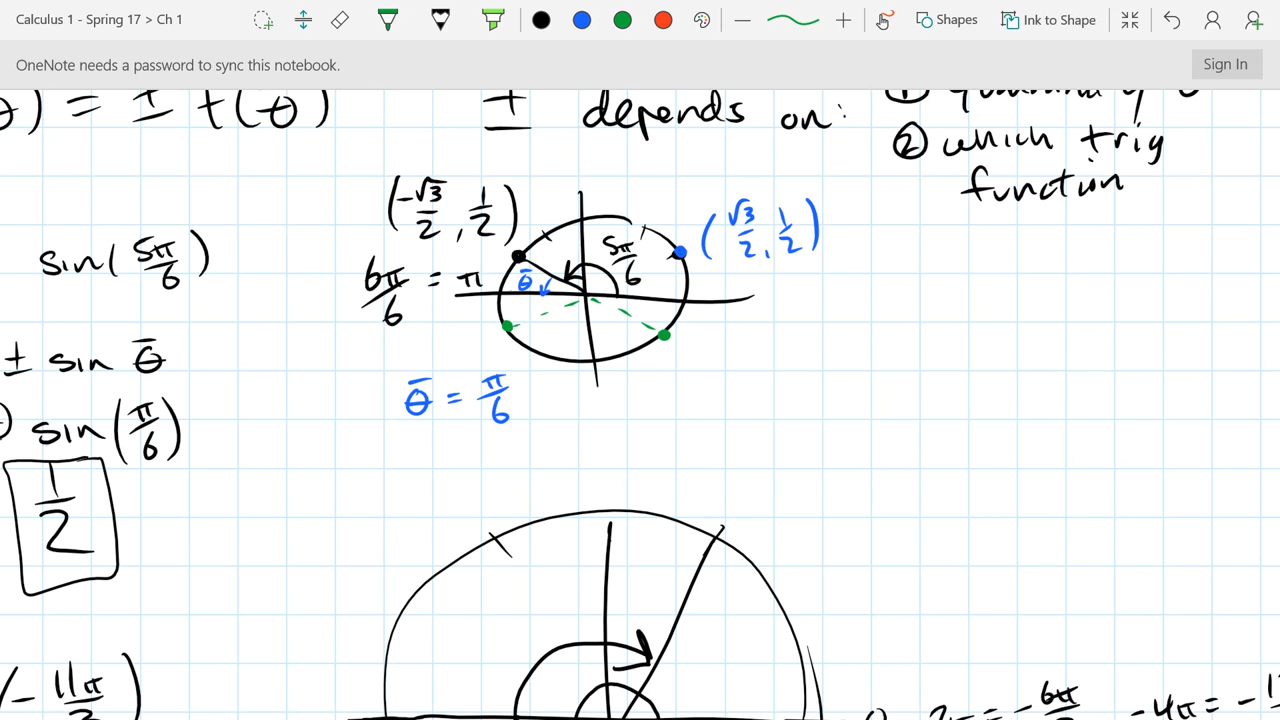 Calculus 1 - Spring 17 > Ch 1
Shapes
Ink to Shape
OneNote needs a password to sync this notebook.
Sign In
) = ± t(θ̅)
± depends on:
①
② which trig
function
(-√3/2, 1/2)
(√3/2, 1/2)
sin(5π/6)
5π/6
6π/6 = π
θ̅
± sin θ̅
θ̅ = π/6
) sin(π/6)
1/2
(- 11π/3)